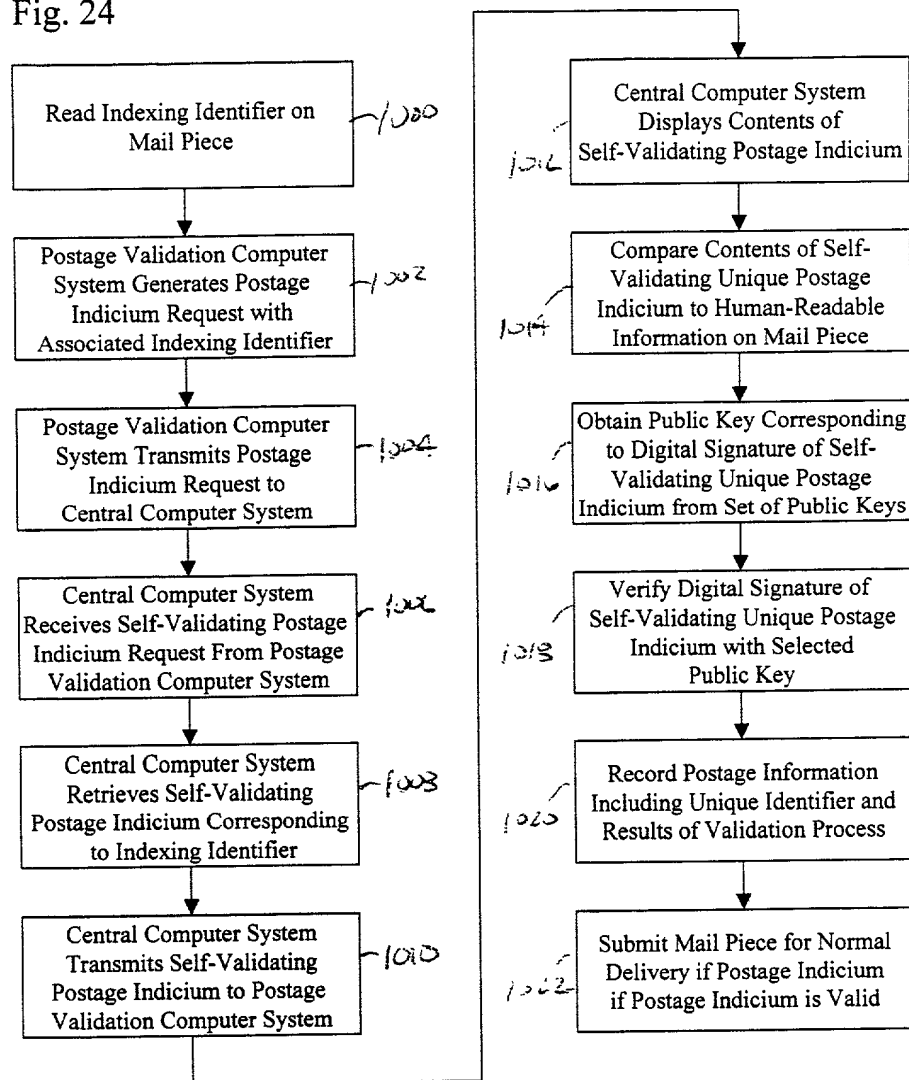 Fig. 24
Read Indexing Identifier on
Mail Piece
1000
Postage Validation Computer
System Generates Postage
Indicium Request with
Associated Indexing Identifier
1002
Postage Validation Computer
System Transmits Postage
Indicium Request to
Central Computer System
1004
Central Computer System
Receives Self-Validating Postage
Indicium Request From Postage
Validation Computer System
1006
Central Computer System
Retrieves Self-Validating
Postage Indicium Corresponding
to Indexing Identifier
1008
Central Computer System
Transmits Self-Validating
Postage Indicium to Postage
Validation Computer System
1010
Central Computer System
Displays Contents of
Self-Validating Postage Indicium
1012
Compare Contents of Self-
Validating Unique Postage
Indicium to Human-Readable
Information on Mail Piece
1014
Obtain Public Key Corresponding
to Digital Signature of Self-
Validating Unique Postage
Indicium from Set of Public Keys
1016
Verify Digital Signature of
Self-Validating Unique Postage
Indicium with Selected
Public Key
1018
Record Postage Information
Including Unique Identifier and
Results of Validation Process
1020
Submit Mail Piece for Normal
Delivery if Postage Indicium
if Postage Indicium is Valid
1022